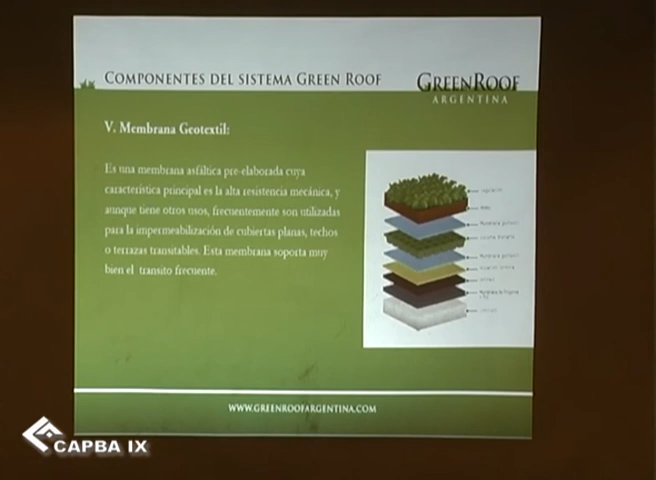 COMPONENTES DEL SISTEMA GREEN ROOF
GREENROOF
ARGENTINA
V. Membrana Geotextil:
Es una membrana asfáltica pre-elaborada cuya
característica principal es la alta resistencia mecánica, y
aunque tiene otros usos, frecuentemente son utilizadas
para la impermeabilización de cubiertas planas, techos
o terrazas transitables. Esta membrana soporta muy
bien el transito frecuente.
WWW.GREENROOFARGENTINA.COM
CAPBA IX